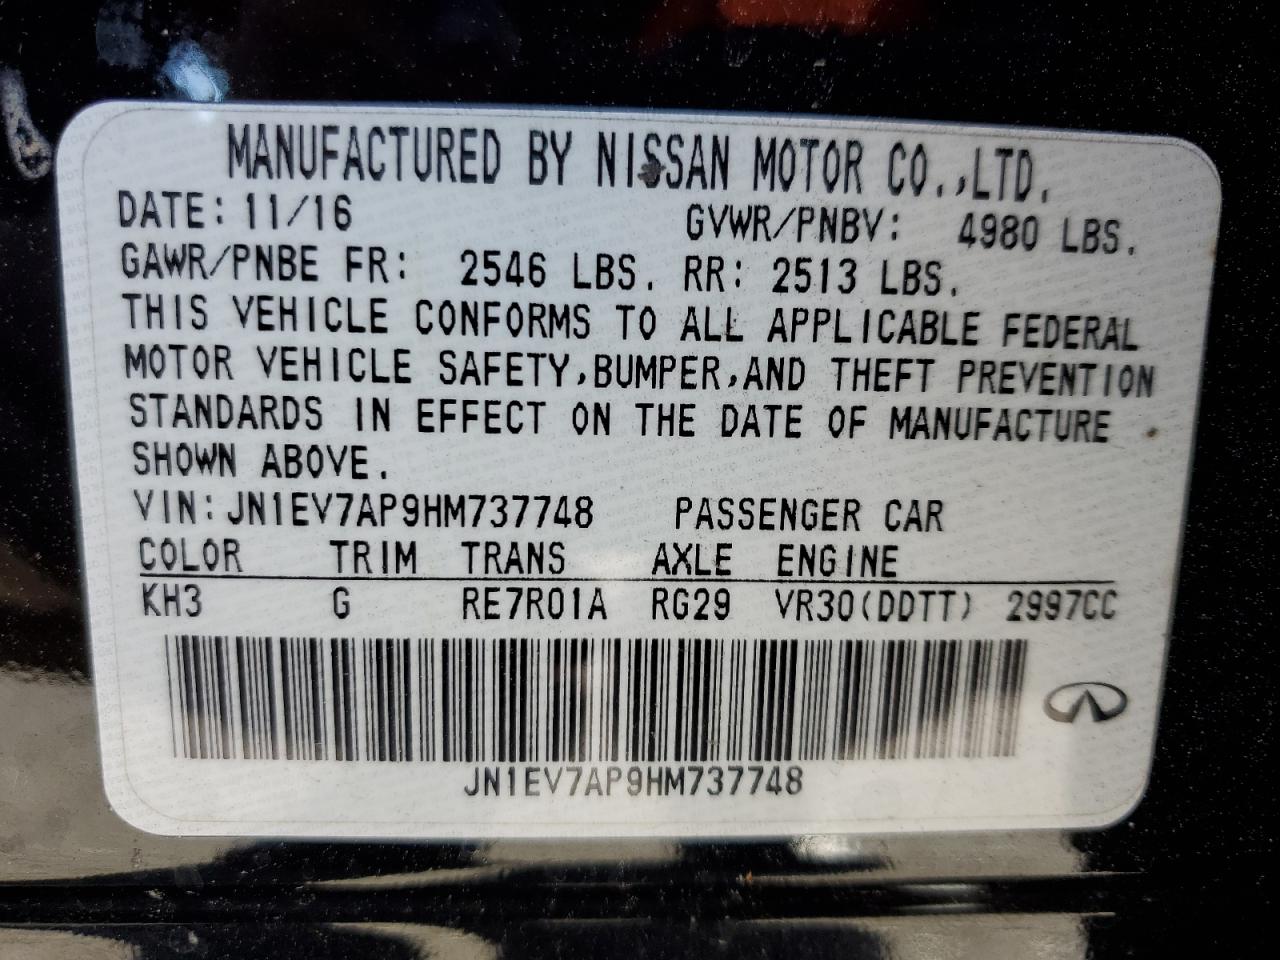 MANUFACTURED BY NISSAN MOTOR CO.,LTD.
DATE: 11/16 GVWR/PNBV: 4980 LBS.
GAWR/PNBE FR: 2546 LBS. RR: 2513 LBS.
THIS VEHICLE CONFORMS TO ALL APPLICABLE FEDERAL
MOTOR VEHICLE SAFETY,BUMPER,AND THEFT PREVENTION
STANDARDS IN EFFECT ON THE DATE OF MANUFACTURE
SHOWN ABOVE.
VIN:JN1EV7AP9HM737748 PASSENGER CAR
COLOR TRIM TRANS AXLE ENGINE
KH3 G RE7R01A RG29 VR30(DDTT) 2997CC
JN1EV7AP9HM737748